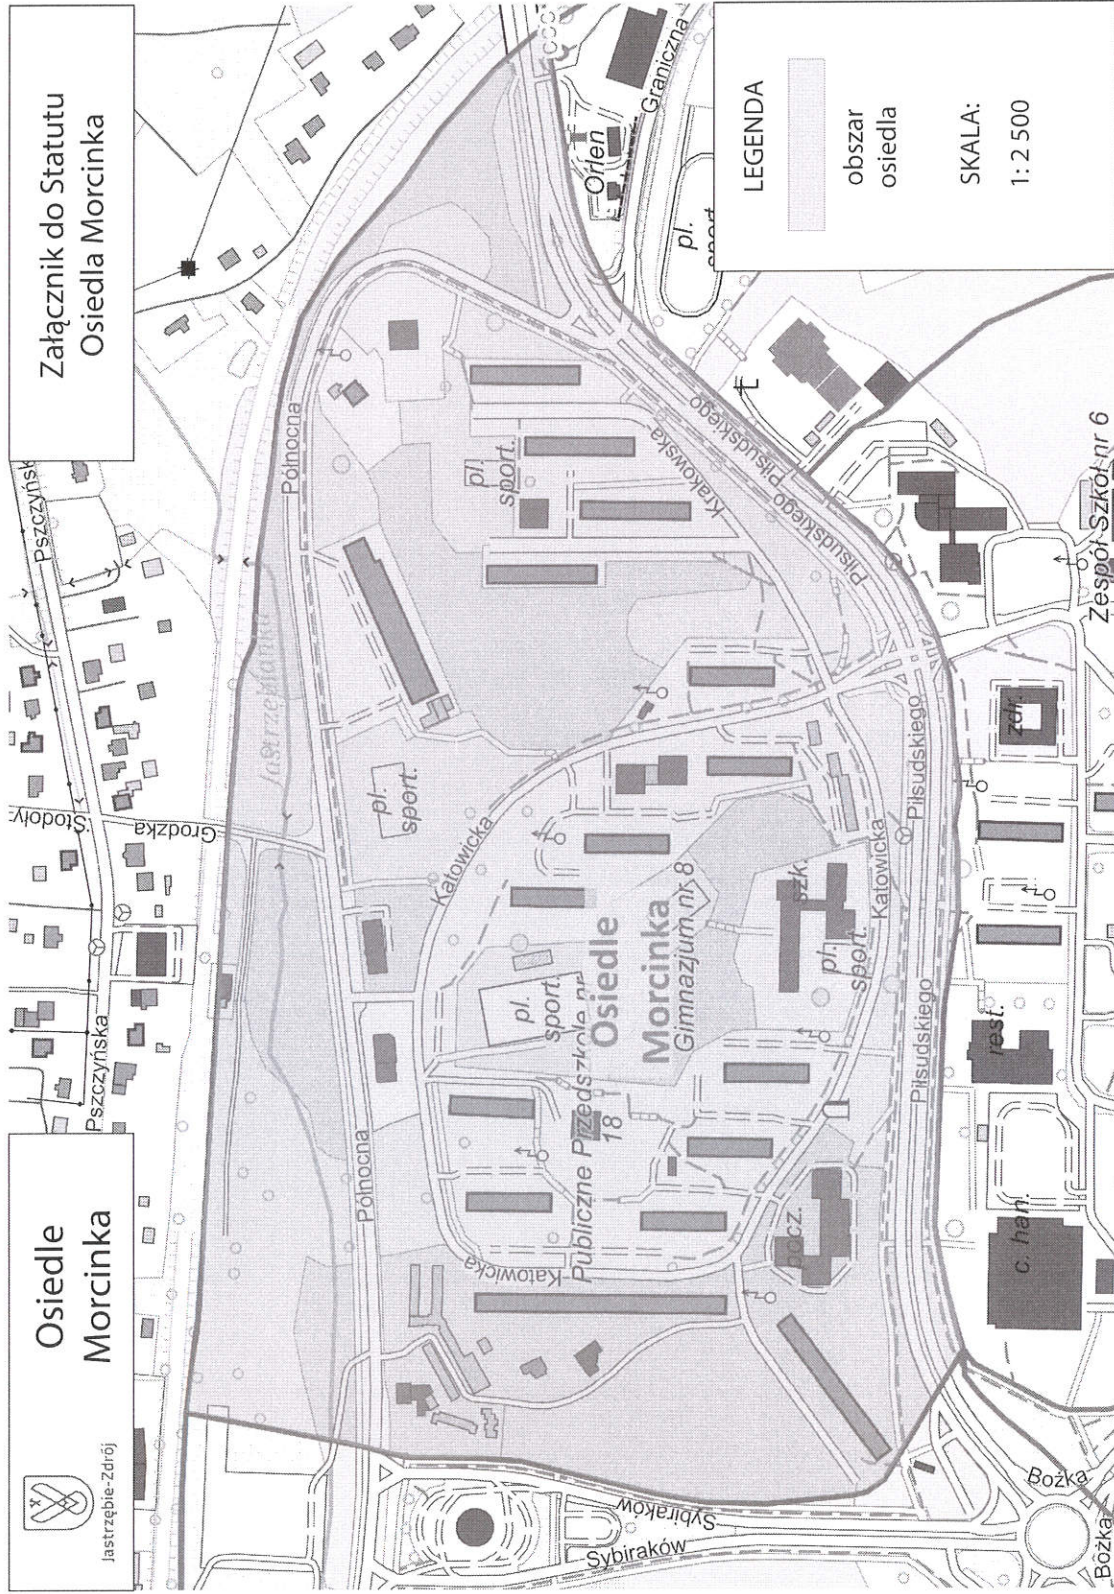 Osiedle
Morcinka
Jastrzębie-Zdrój
Załącznik do Statutu
Osiedla Morcinka
Pszczyńska
Stodoły
Pszczyńsk
Grodzka
Jastrzębianka
Północna
Północna
Katowicka
pl.
sport.
pl.
sport.
Krakowska
Piłsudskiego
Piłsudskiego
Piłsudskiego
Orlen
Graniczna
pl.
sport
Katowicka
pl.
sport.
Publiczne Przedszkole nr
18
Osiedle
Morcinka
Gimnazjum nr 8
szk.
pl.
sport.
Katowicka
pocz.
Piłsudskiego
Piłsudskiego
Sybiraków
Sybiraków
Bożka
Bożka
c. han.
rest.
zdr.
Zespół Szkół nr 6
LEGENDA
obszar
osiedla
SKALA:
1: 2 500